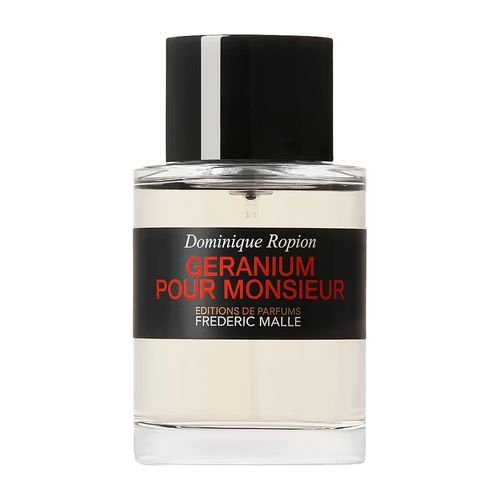 Dominique Ropion
GERANIUM
POUR MONSIEUR
EDITIONS DE PARFUMS
FREDERIC MALLE